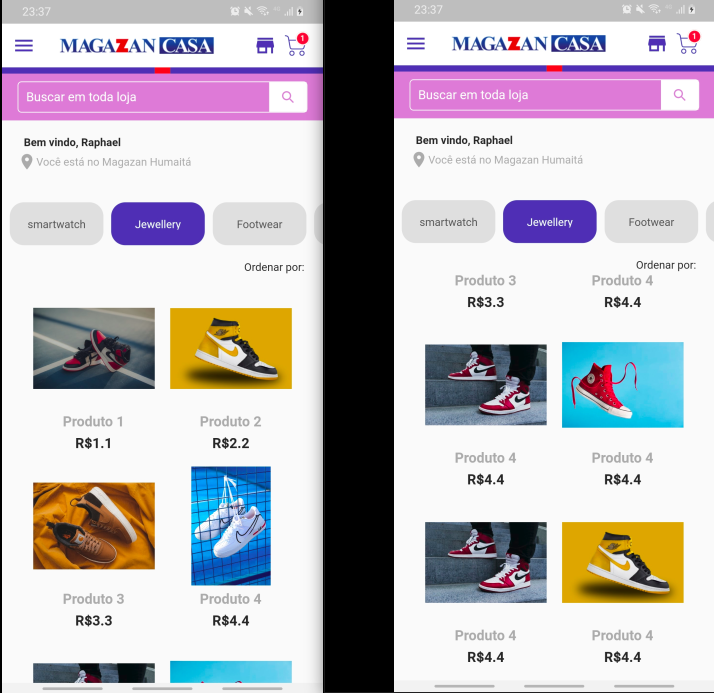 23:37
MAGAZAN CASA
1
Buscar em toda loja
Bem vindo, Raphael
Você está no Magazan Humaitá
smartwatch
Jewellery
Footwear
Ordenar por:
Produto 1
Produto 2
R$1.1
R$2.2
Produto 3
Produto 4
R$3.3
R$4.4
23:37
MAGAZAN CASA
1
Buscar em toda loja
Bem vindo, Raphael
Você está no Magazan Humaitá
smartwatch
Jewellery
Footwear
Ordenar por:
Produto 3
Produto 4
R$3.3
R$4.4
Produto 4
Produto 4
R$4.4
R$4.4
Produto 4
Produto 4
R$4.4
R$4.4